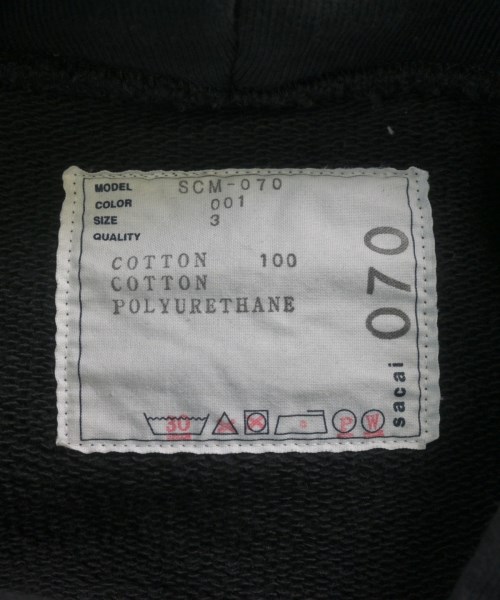 MODEL SCM-070
COLOR 001
SIZE 3
QUALITY
COTTON 100
COTTON
POLYURETHANE
30 P W
sacai 070